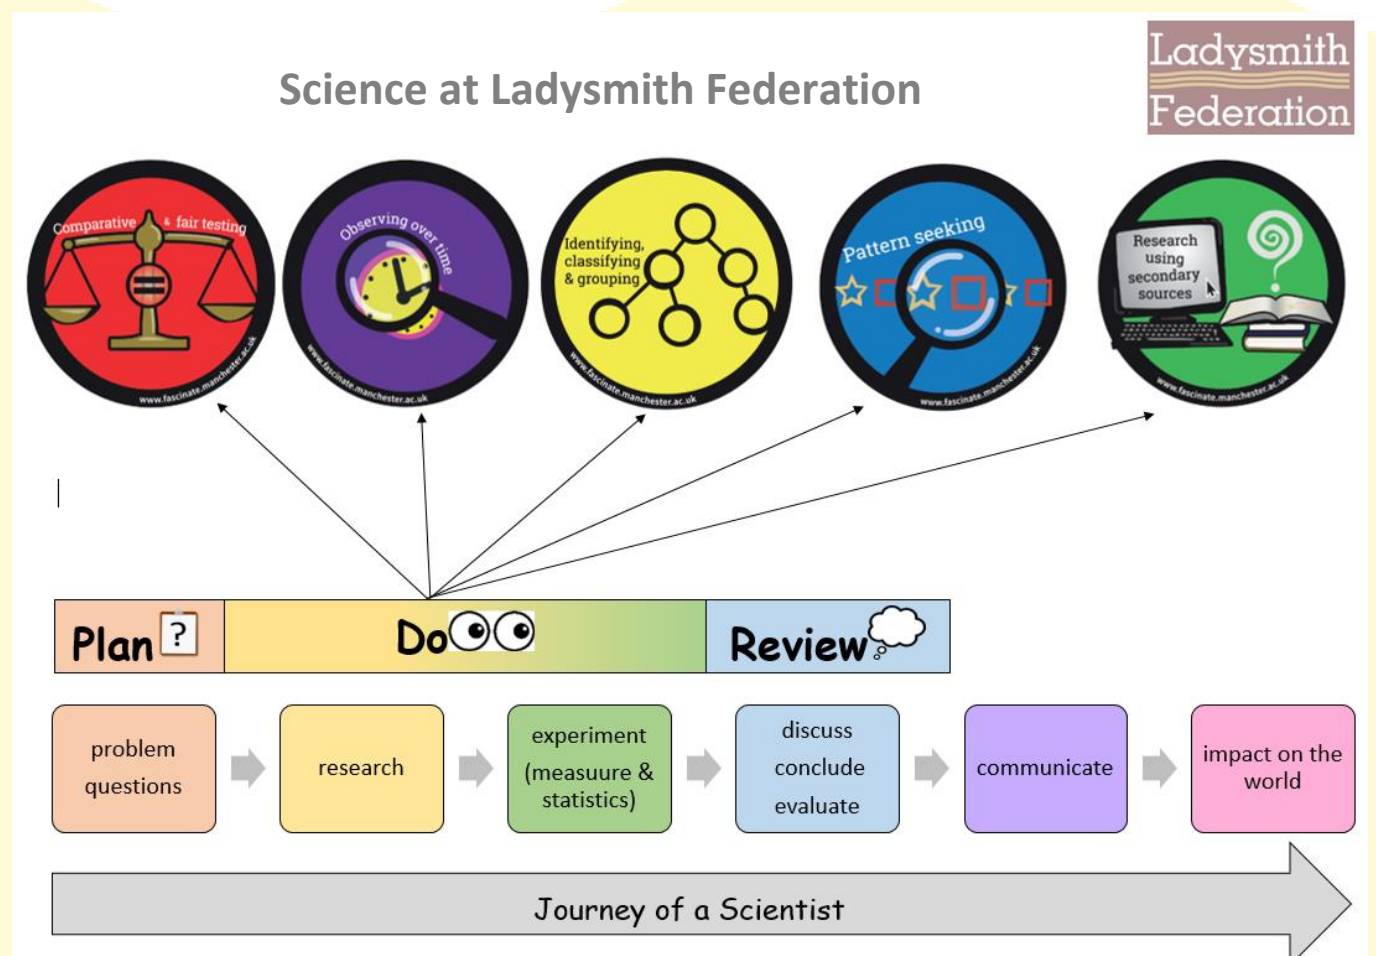 Science at Ladysmith Federation
Ladysmith
Federation
Comparative & fair testing
www.fascinate.manchester.ac.uk
Observing over time
www.fascinate.manchester.ac.uk
Identifying,
classifying
& grouping
www.fascinate.manchester.ac.uk
Pattern seeking
www.fascinate.manchester.ac.uk
Research
using
secondary
sources
www.fascinate.manchester.ac.uk
Plan ?
Do
Review
problem
questions
research
experiment
(measuure &
statistics)
discuss
conclude
evaluate
communicate
impact on the
world
Journey of a Scientist